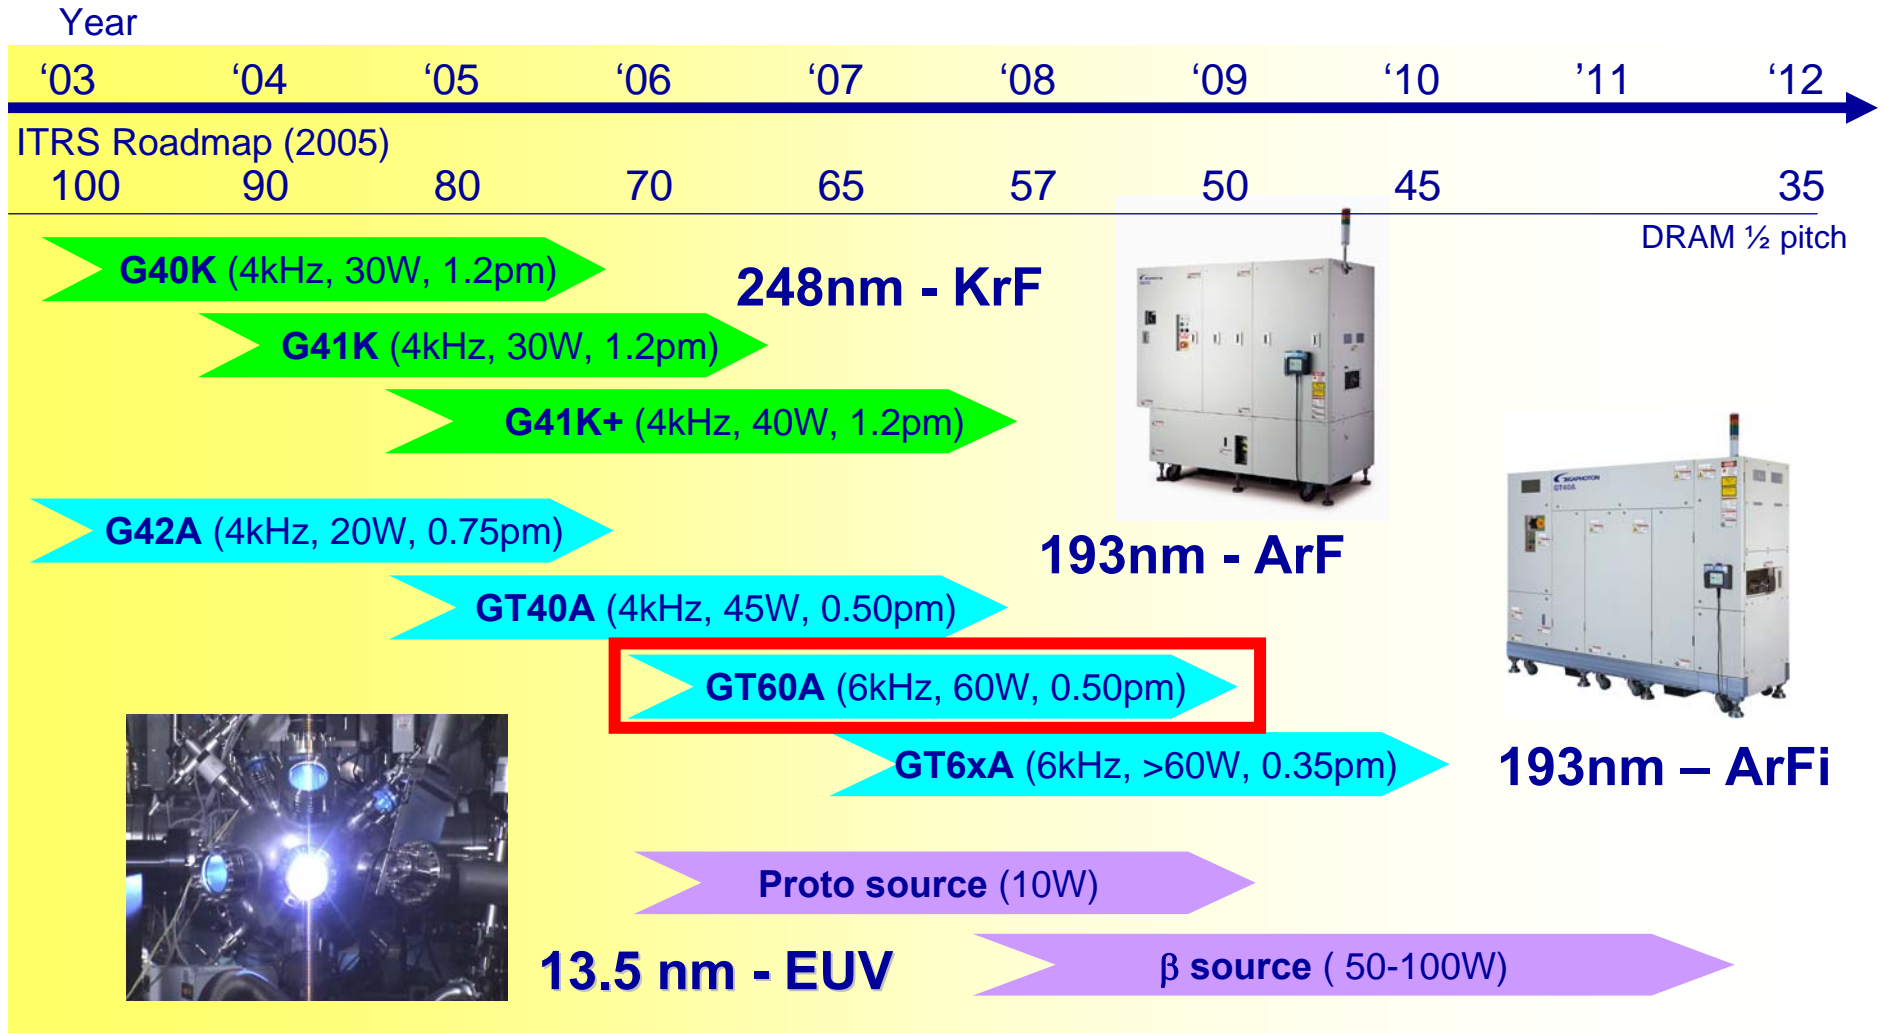 Year
‘03 ‘04 ‘05 ‘06 ‘07 ‘08 ‘09 ‘10 ’11 ‘12
ITRS Roadmap (2005)
100 90 80 70 65 57 50 45 35
DRAM ½ pitch
G40K (4kHz, 30W, 1.2pm)
248nm - KrF
G41K (4kHz, 30W, 1.2pm)
G41K+ (4kHz, 40W, 1.2pm)
GIGAPHOTON
GT40A
G42A (4kHz, 20W, 0.75pm)
193nm - ArF
GT40A (4kHz, 45W, 0.50pm)
GT60A (6kHz, 60W, 0.50pm)
GT6xA (6kHz, >60W, 0.35pm)
193nm – ArFi
Proto source (10W)
13.5 nm - EUV
β source ( 50-100W)